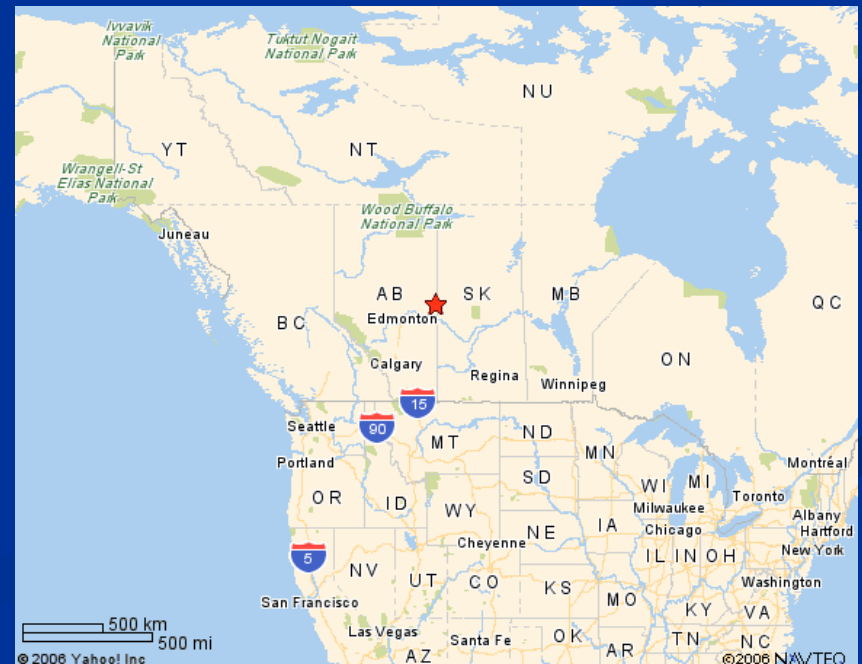 Ivvavik
National
Park
Tuktut Nogait
National Park
NU
YT
NT
Wrangell-St
Elias National
Park
Wood Buffalo
National Park
Juneau
AB
SK
MB
QC
BC
Edmonton
ON
Calgary
Regina
Winnipeg
15
90
Seattle
MT
ND
MN
Portland
SD
WI
MI
Montréal
Toronto
OR
ID
WY
Milwaukee
Albany
IA
Chicago
Hartford
NE
Cheyenne
New York
5
NV
UT
CO
IL
IN
OH
KS
Washington
San Francisco
MO
KY
VA
500 km
500 mi
Las Vegas
Santa Fe
OK
TN
NC
AZ
AR
© 2006 Yahoo! Inc
©2006 NAVTEQ